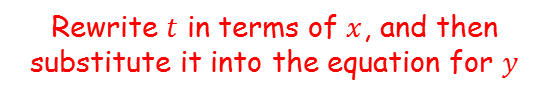 Rewrite t in terms of x, and then
substitute it into the equation for y